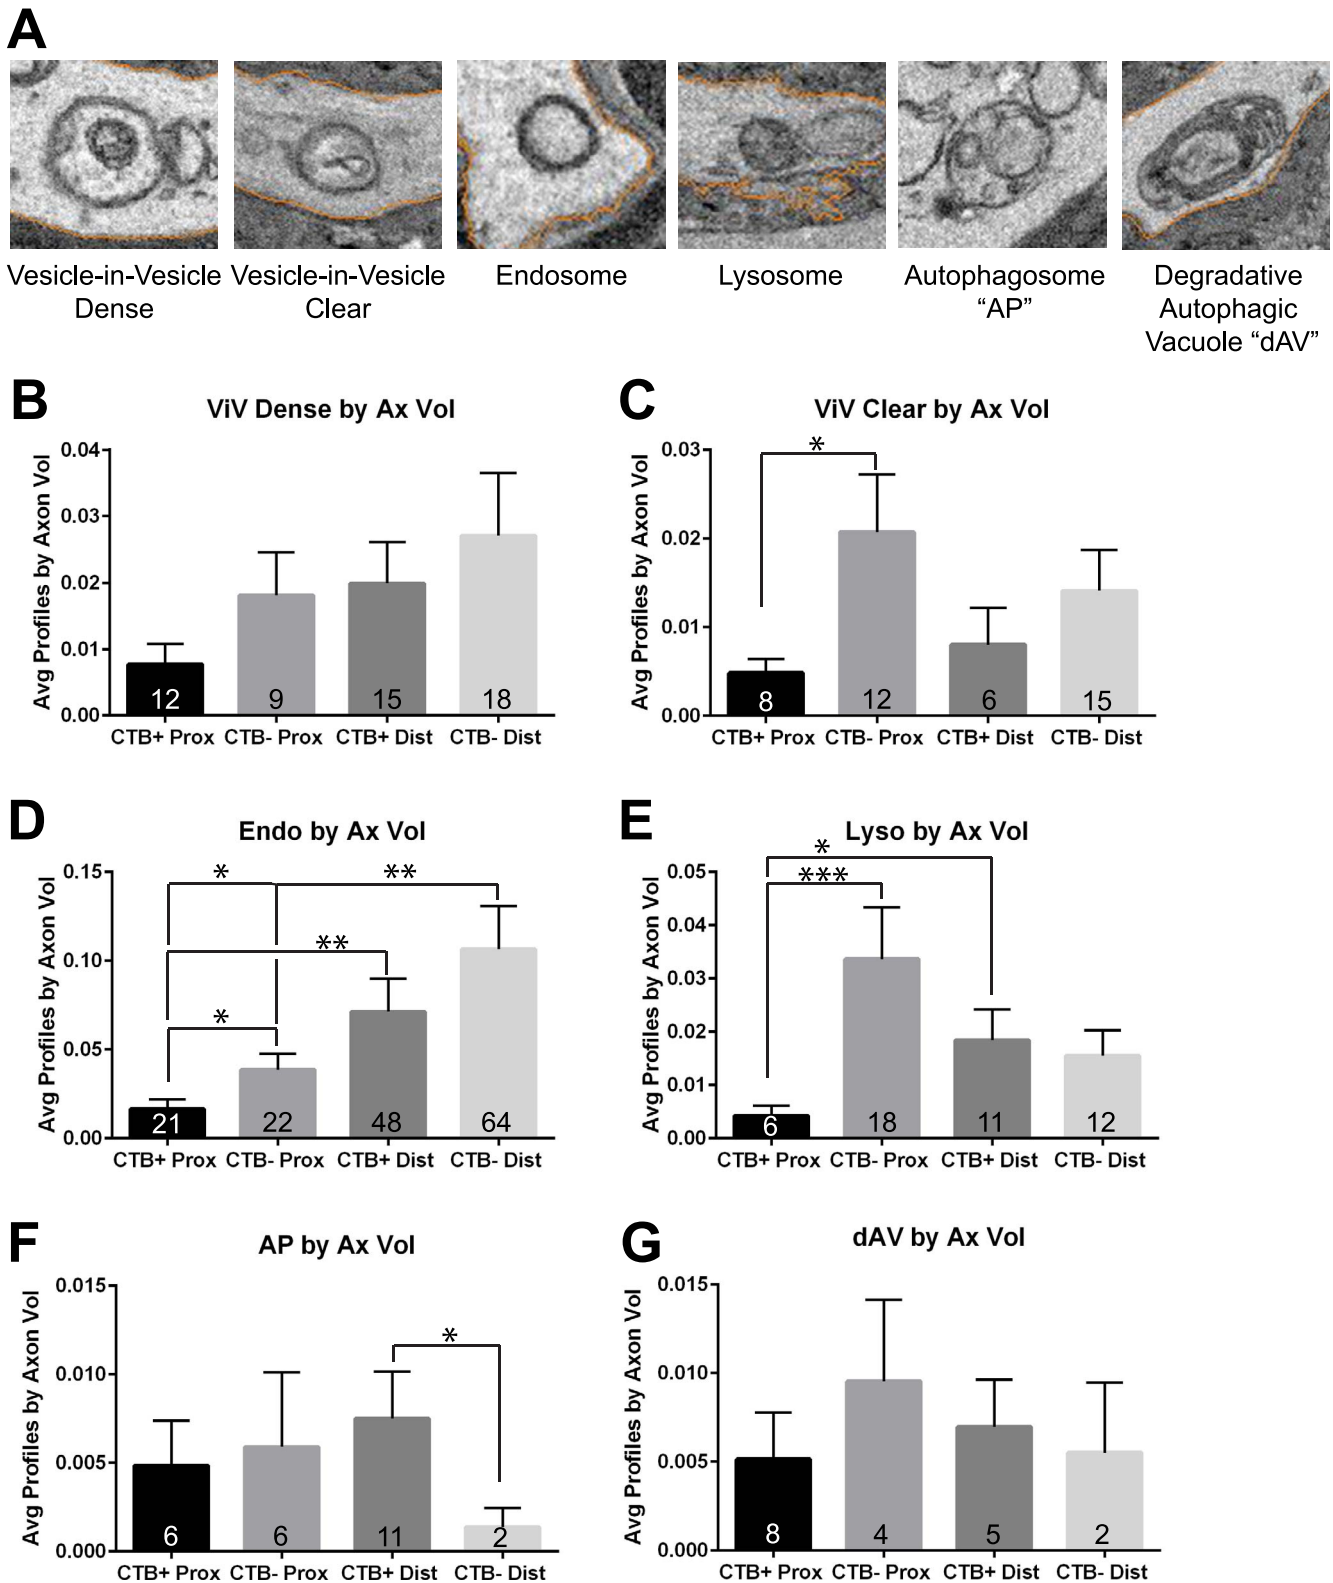 A
Vesicle-in-Vesicle
Dense
Vesicle-in-Vesicle
Clear
Endosome
Lysosome
Autophagosome
“AP”
Degradative
Autophagic
Vacuole “dAV”
B
ViV Dense by Ax Vol
Avg Profiles by Axon Vol
0.04
0.03
0.02
0.01
0.00
12
9
15
18
CTB+ Prox CTB- Prox CTB+ Dist CTB- Dist
C
ViV Clear by Ax Vol
Avg Profiles by Axon Vol
0.03
0.02
0.01
0.00
*
8
12
6
15
CTB+ Prox CTB- Prox CTB+ Dist CTB- Dist
D
Endo by Ax Vol
Avg Profiles by Axon Vol
0.15
0.10
0.05
0.00
*
**
**
*
21
22
48
64
CTB+ Prox CTB- Prox CTB+ Dist CTB- Dist
E
Lyso by Ax Vol
Avg Profiles by Axon Vol
0.05
0.04
0.03
0.02
0.01
0.00
*
***
6
18
11
12
CTB+ Prox CTB- Prox CTB+ Dist CTB- Dist
F
AP by Ax Vol
Avg Profiles by Axon Vol
0.015
0.010
0.005
0.000
*
6
6
11
2
CTB+ Prox CTB- Prox CTB+ Dist CTB- Dist
G
dAV by Ax Vol
Avg Profiles by Axon Vol
0.015
0.010
0.005
0.000
8
4
5
2
CTB+ Prox CTB- Prox CTB+ Dist CTB- Dist